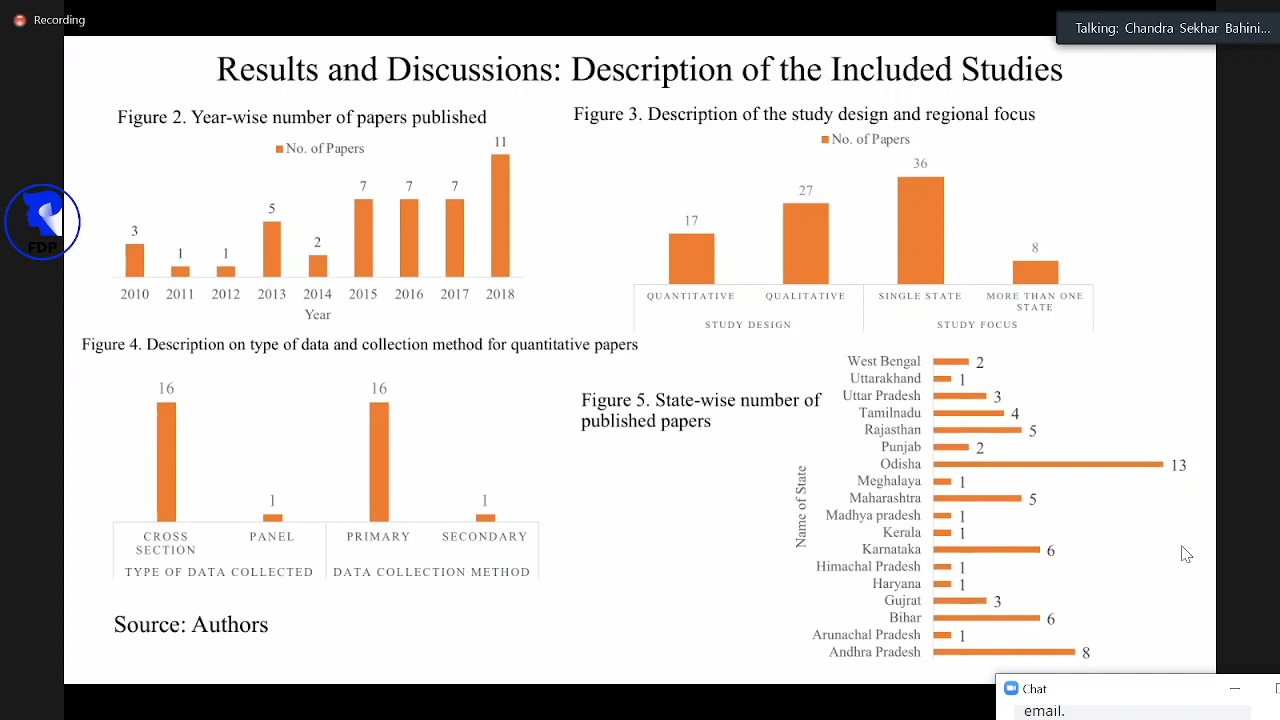 Recording
Talking: Chandra Sekhar Bahini...
Results and Discussions: Description of the Included Studies
Figure 2. Year-wise number of papers published
No. of Papers
3
1
1
5
2
7
7
7
11
2010 2011 2012 2013 2014 2015 2016 2017 2018
Year
Figure 3. Description of the study design and regional focus
No. of Papers
17
27
36
8
QUANTITATIVE QUALITATIVE SINGLE STATE MORE THAN ONE
STATE
STUDY DESIGN STUDY FOCUS
FDP
Figure 4. Description on type of data and collection method for quantitative papers
16
1
16
1
CROSS
SECTION
PANEL
PRIMARY
SECONDARY
TYPE OF DATA COLLECTED DATA COLLECTION METHOD
Source: Authors
Figure 5. State-wise number of
published papers
Name of State
West Bengal 2
Uttarakhand 1
Uttar Pradesh 3
Tamilnadu 4
Rajasthan 5
Punjab 2
Odisha 13
Meghalaya 1
Maharashtra 5
Madhya pradesh 1
Kerala 1
Karnataka 6
Himachal Pradesh 1
Haryana 1
Gujrat 3
Bihar 6
Arunachal Pradesh 1
Andhra Pradesh 8
Chat
email.